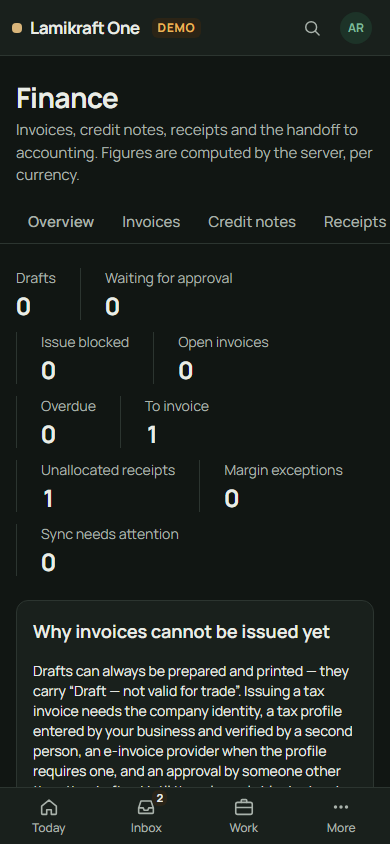 Lamikraft One DEMO AR
Finance
Invoices, credit notes, receipts and the handoff to
accounting. Figures are computed by the server, per
currency.
Overview Invoices Credit notes Receipts
Drafts Waiting for approval
0 0
Issue blocked Open invoices
0 0
Overdue To invoice
0 1
Unallocated receipts Margin exceptions
1 0
Sync needs attention
0
Why invoices cannot be issued yet
Drafts can always be prepared and printed — they
carry “Draft — not valid for trade”. Issuing a tax
invoice needs the company identity, a tax profile
entered by your business and verified by a second
person, an e-invoice provider when the profile
requires one, and an approval by someone other
2
Today Inbox Work More